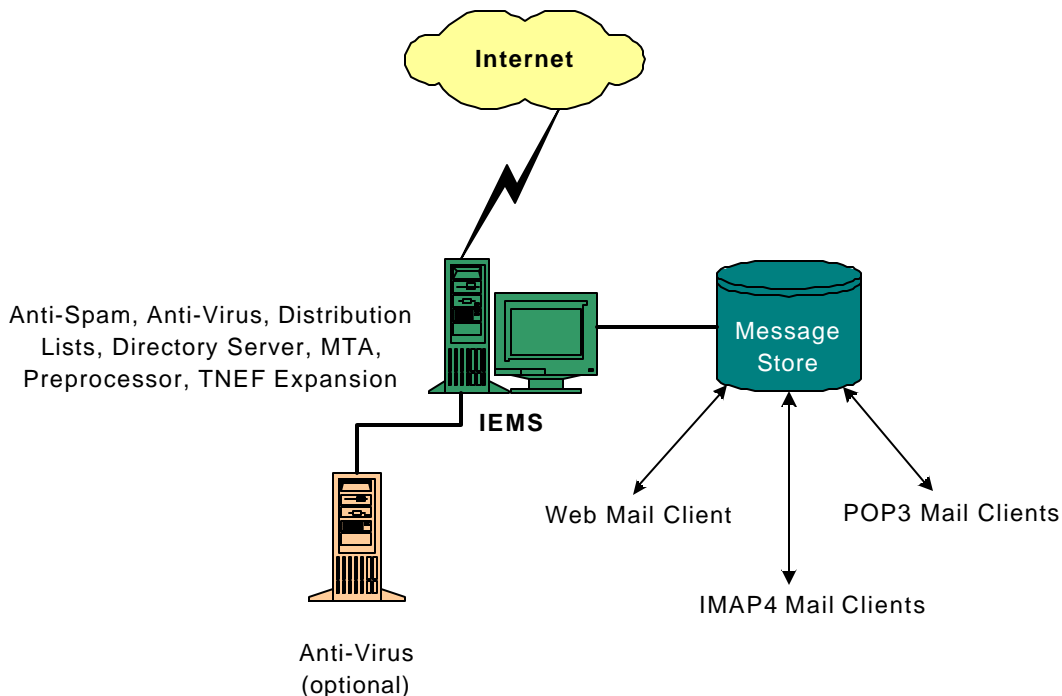 Internet
Anti-Spam, Anti-Virus, Distribution
Lists, Directory Server, MTA,
Preprocessor, TNEF Expansion
IEMS
Message
Store
Web Mail Client
POP3 Mail Clients
IMAP4 Mail Clients
Anti-Virus
(optional)